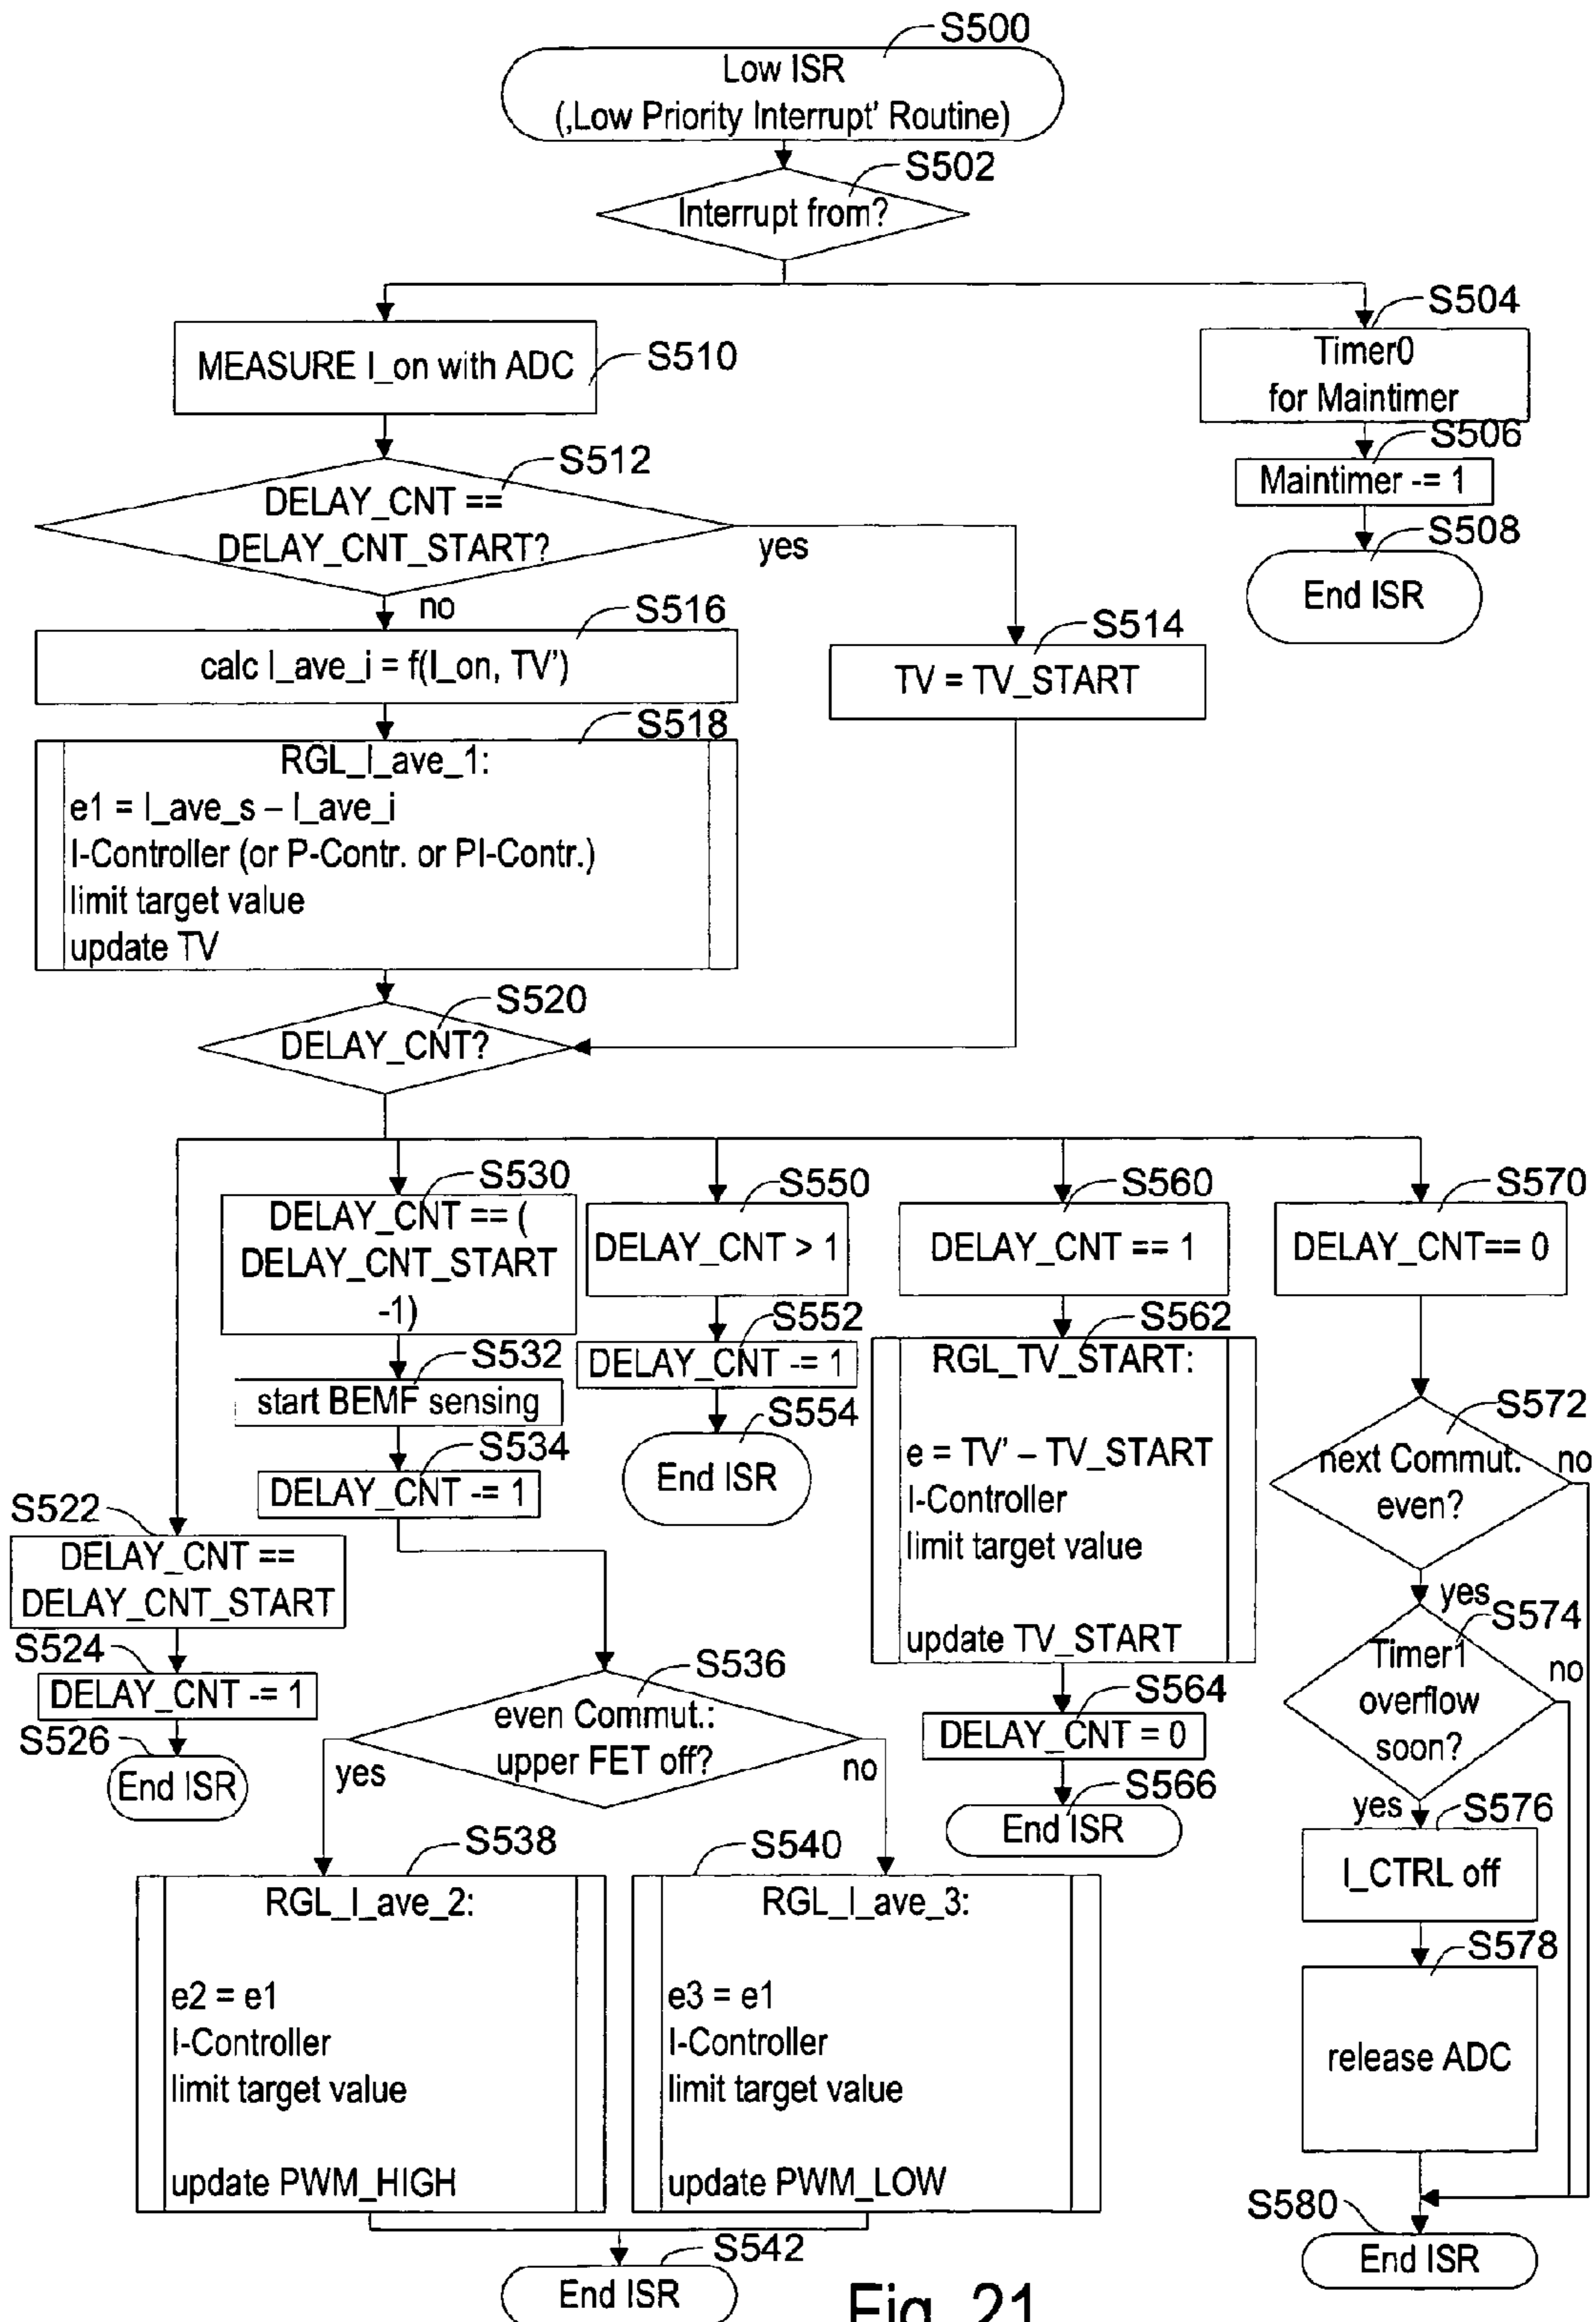 S500
Low ISR
(‚Low Priority Interrupt' Routine)
S502
Interrupt from?
S504
Timer0
for Maintimer
S506
Maintimer -= 1
S508
End ISR
MEASURE I_on with ADC
S510
S512
DELAY_CNT ==
DELAY_CNT_START?
yes
no
S514
TV = TV_START
S516
calc I_ave_i = f(I_on, TV')
S518
RGL_I_ave_1:
e1 = I_ave_s – I_ave_i
I-Controller (or P-Contr. or PI-Contr.)
limit target value
update TV
S520
DELAY_CNT?
S522
DELAY_CNT ==
DELAY_CNT_START
S524
DELAY_CNT -= 1
S526
End ISR
S530
DELAY_CNT == (
DELAY_CNT_START
-1)
S532
start BEMF sensing
S534
DELAY_CNT -= 1
S536
even Commut.:
upper FET off?
yes
no
S538
RGL_I_ave_2:
e2 = e1
I-Controller
limit target value
update PWM_HIGH
S540
RGL_I_ave_3:
e3 = e1
I-Controller
limit target value
update PWM_LOW
S542
End ISR
S550
DELAY_CNT > 1
S552
DELAY_CNT -= 1
S554
End ISR
S560
DELAY_CNT == 1
S562
RGL_TV_START:
e = TV' – TV_START
I-Controller
limit target value
update TV_START
S564
DELAY_CNT = 0
S566
End ISR
S570
DELAY_CNT== 0
S572
next Commut.
even?
no
yes
S574
Timer1
overflow
soon?
no
yes
S576
I_CTRL off
S578
release ADC
S580
End ISR
Fig. 21